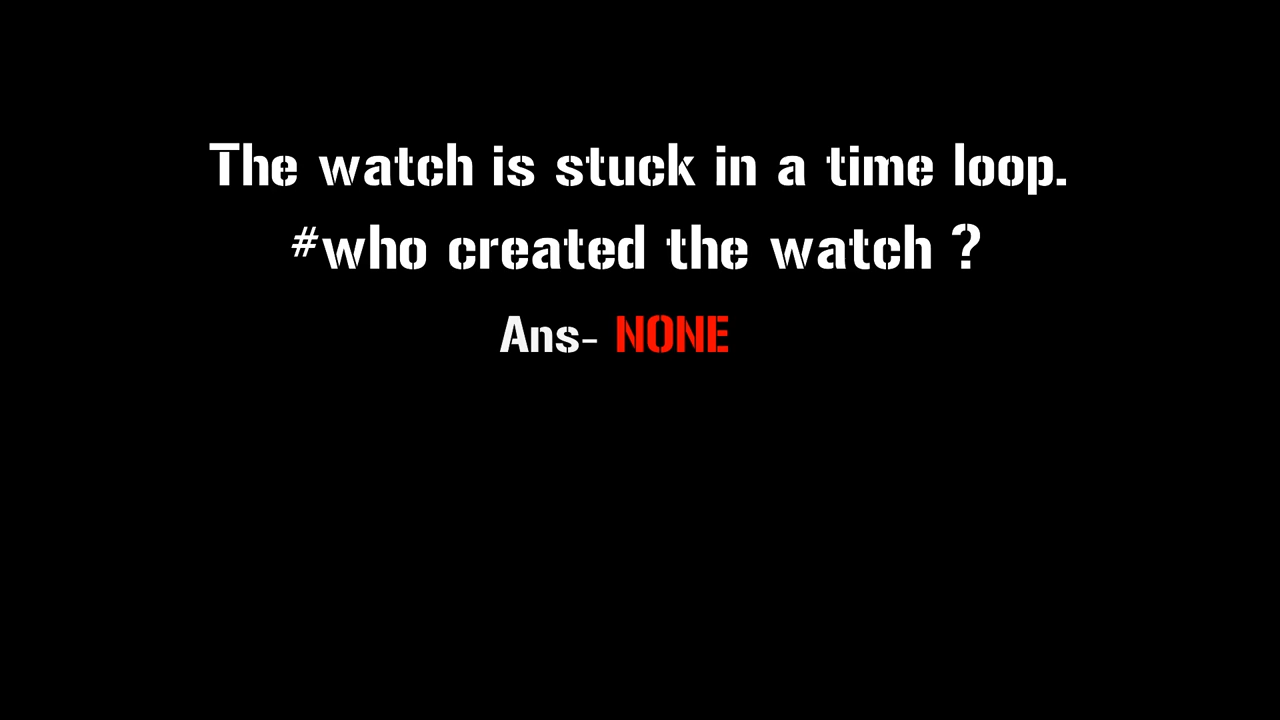 The watch is stuck in a time loop.
#who created the watch ?
Ans- NONE